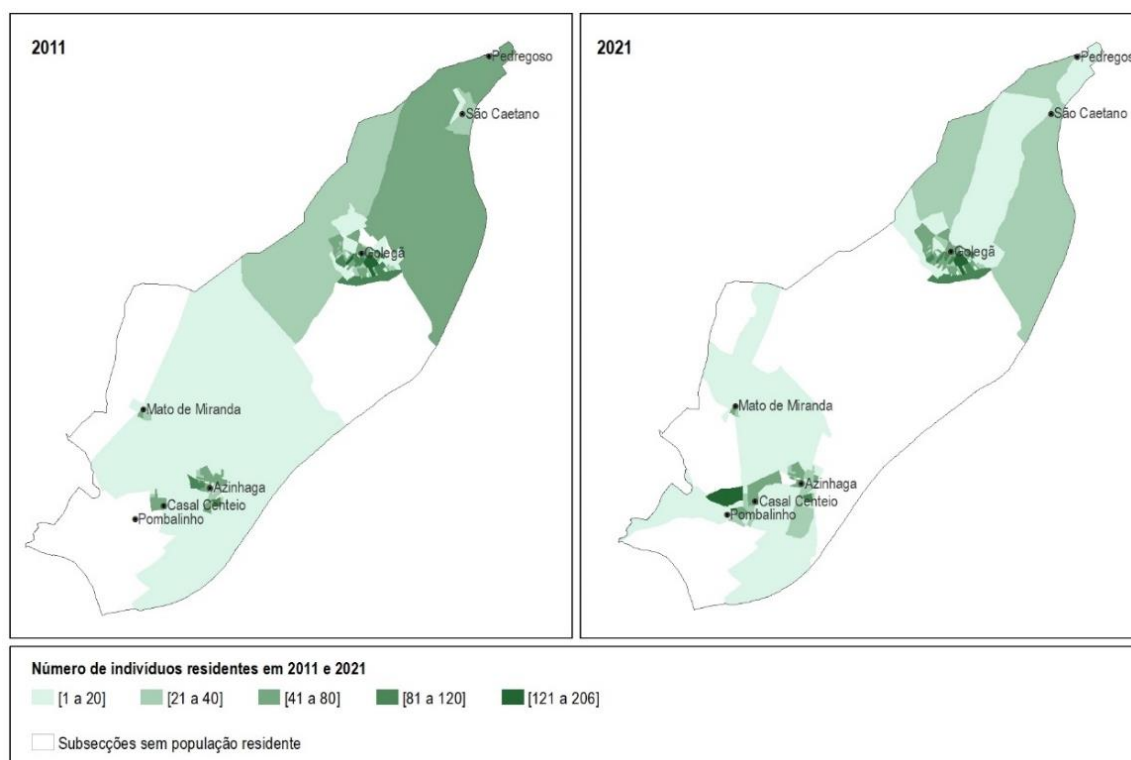 2011
Pedregoso
São Caetano
Golegã
Mato de Miranda
Azinhaga
Casal Centeio
Pombalinho
2021
Pedregos
São Caetano
Golegã
Mato de Miranda
Azinhaga
Casal Centeio
Pombalinho
Número de indivíduos residentes em 2011 e 2021
[1 a 20] [21 a 40] [41 a 80] [81 a 120] [121 a 206]
Subsecções sem população residente